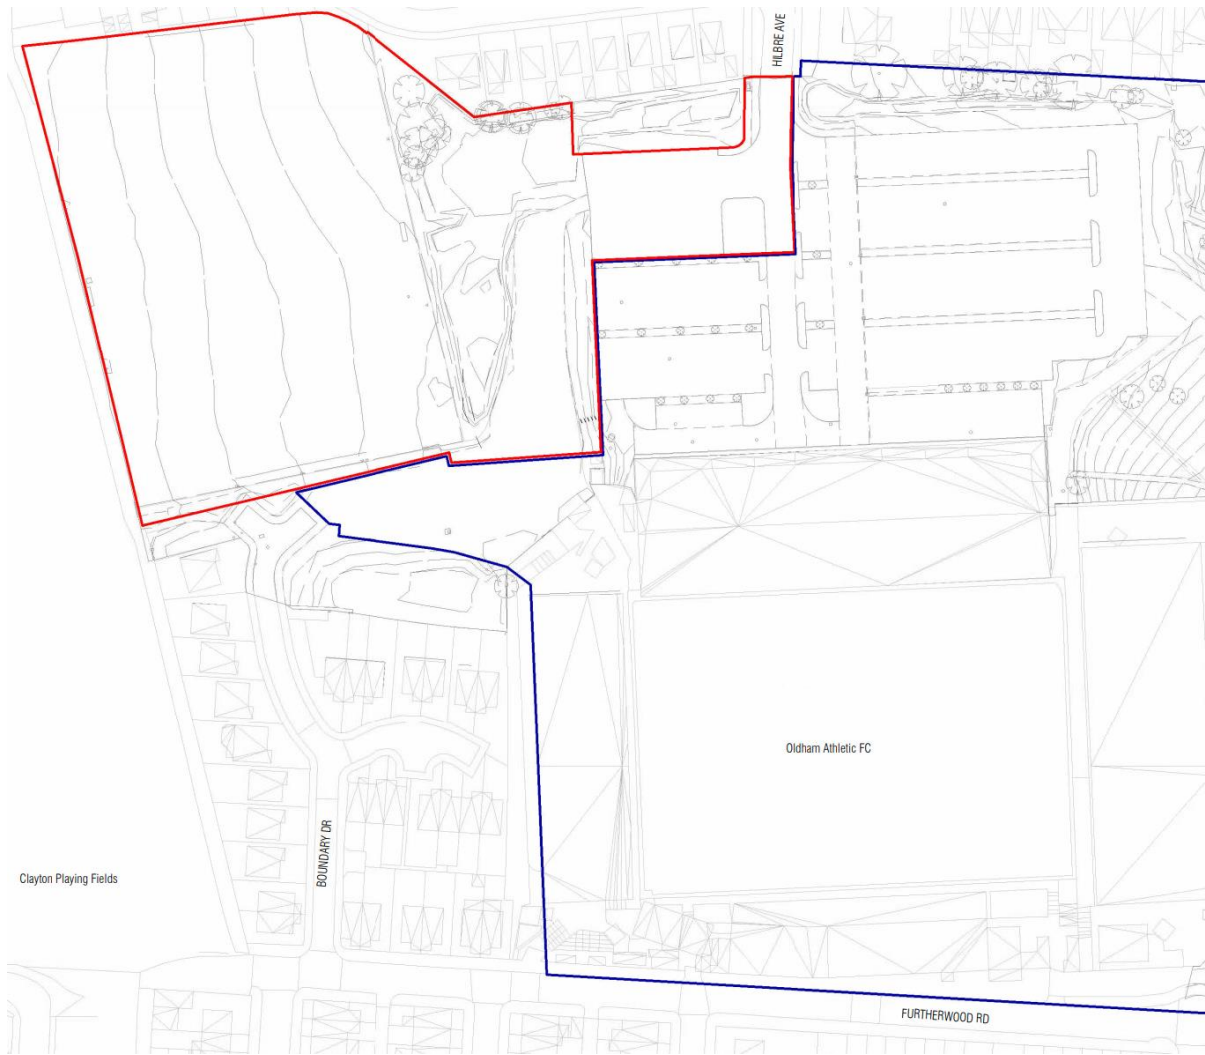 HILBRE AVE
Oldham Athletic FC
BOUNDARY DR
Clayton Playing Fields
FURTHERWOOD RD